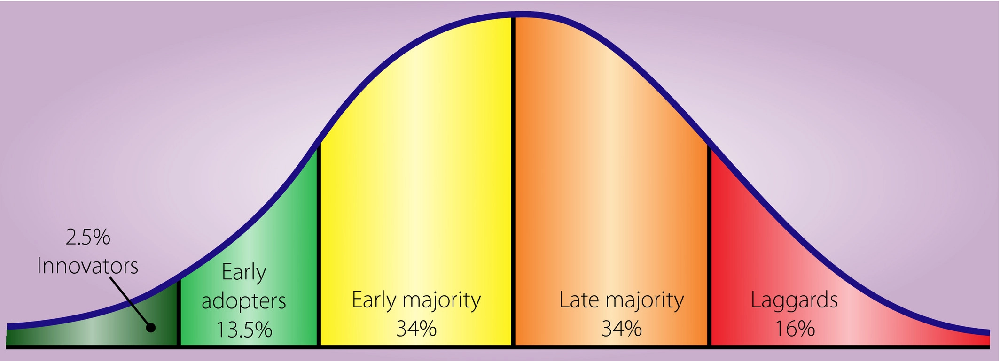 2.5%
Innovators
Early
adopters
13.5%
Early majority
34%
Late majority
34%
Laggards
16%